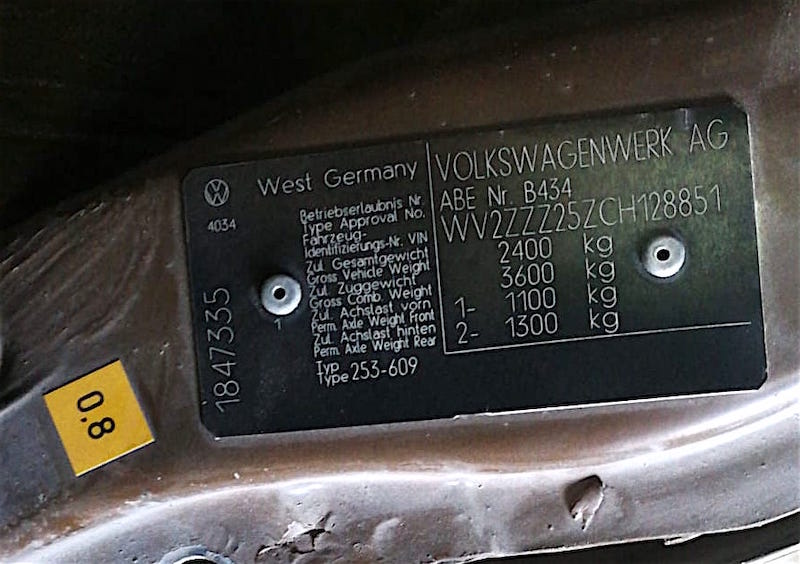 West Germany
4034
Betriebserlaubnis Nr.
Type Approval No.
Fahrzeug-
Identifizierungs-Nr. VIN
Zul. Gesamtgewicht
Gross Vehicle Weight
Zul. Zuggewicht
Gross Comb. Weight
Zul. Achslast vorn
Perm. Axle Weight Front
Zul. Achslast hinten
Perm. Axle Weight Rear
Typ
Type 253-609
1
1847335
VOLKSWAGENWERK AG
ABE Nr. B434
WV2ZZZ25ZCH128851
2400 kg
3600 kg
1- 1100 kg
2- 1300 kg
0.8